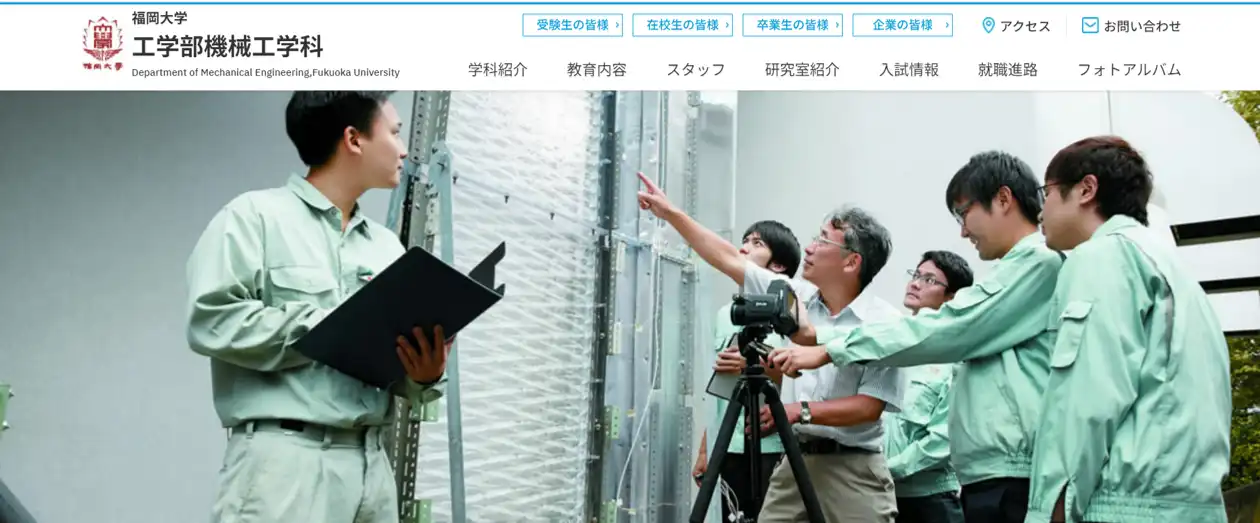 福岡大学
工学部機械工学科
Department of Mechanical Engineering,Fukuoka University
福岡大学
受験生の皆様 ›
在校生の皆様 ›
卒業生の皆様 ›
企業の皆様 ›
アクセス
お問い合わせ
学科紹介
教育内容
スタッフ
研究室紹介
入試情報
就職進路
フォトアルバム